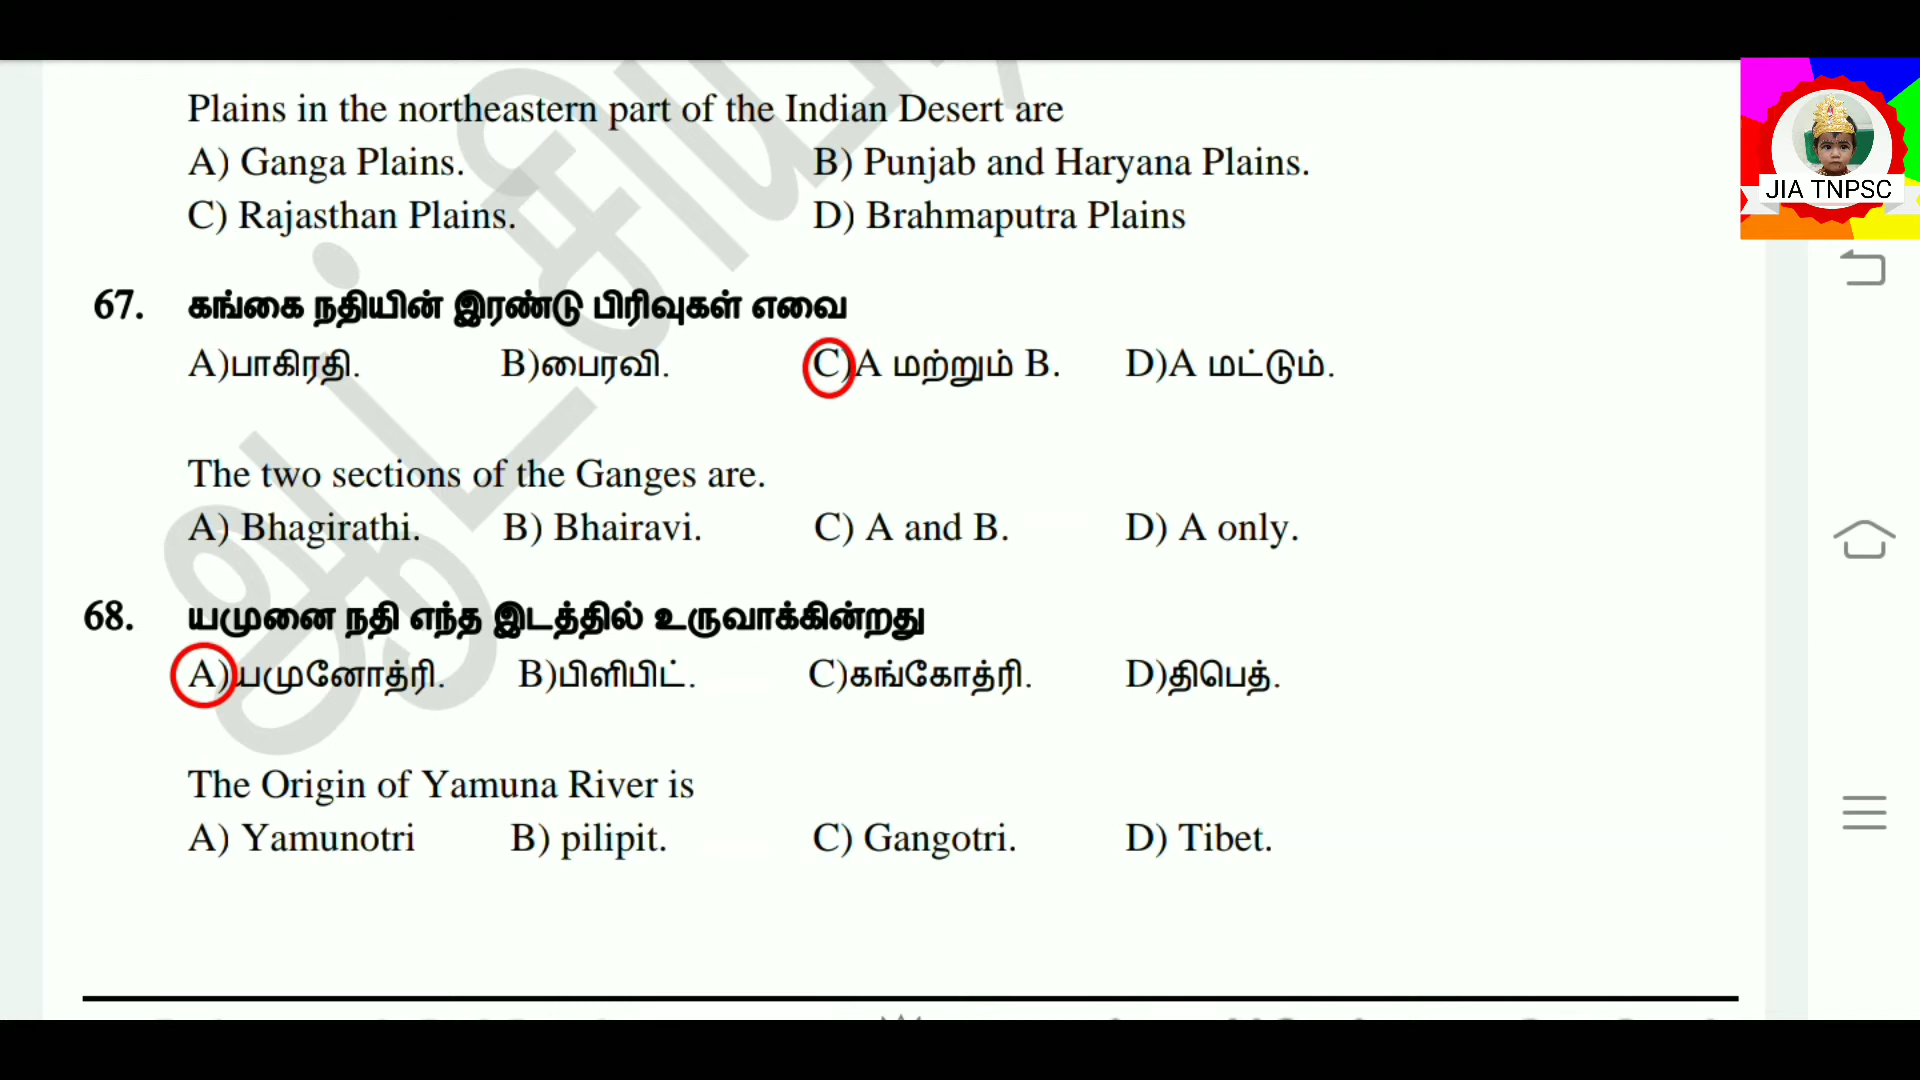 Plains in the northeastern part of the Indian Desert are
A) Ganga Plains. B) Punjab and Haryana Plains.
C) Rajasthan Plains. D) Brahmaputra Plains
JIA TNPSC
67. கங்கை நதியின் இரண்டு பிரிவுகள் எவை
A)பாகிரதி. B)பைரவி. C)A மற்றும் B. D)A மட்டும்.
The two sections of the Ganges are.
A) Bhagirathi. B) Bhairavi. C) A and B. D) A only.
68. யமுனை நதி எந்த இடத்தில் உருவாக்கின்றது
A)யமுனோத்ரி. B)பிளிபிட். C)கங்கோத்ரி. D)திபெத்.
The Origin of Yamuna River is
A) Yamunotri B) pilipit. C) Gangotri. D) Tibet.